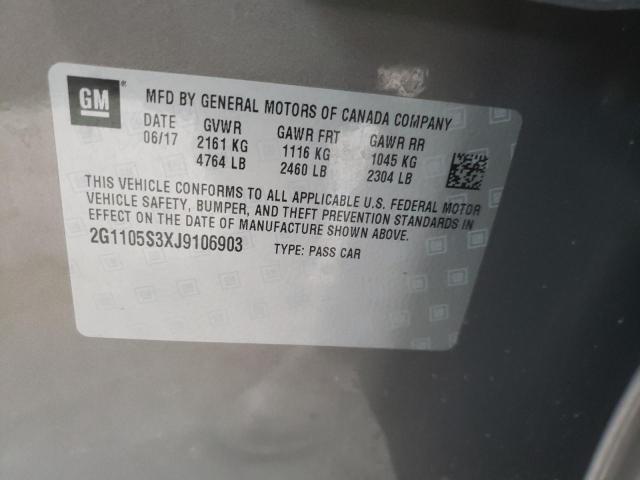 GM
MFD BY GENERAL MOTORS OF CANADA COMPANY
DATE GVWR GAWR FRT GAWR RR
06/17 2161 KG 1116 KG 1045 KG
4764 LB 2460 LB 2304 LB
THIS VEHICLE CONFORMS TO ALL APPLICABLE U.S. FEDERAL MOTOR
VEHICLE SAFETY, BUMPER, AND THEFT PREVENTION STANDARDS IN
EFFECT ON THE DATE OF MANUFACTURE SHOWN ABOVE.
2G1105S3XJ9106903 TYPE: PASS CAR